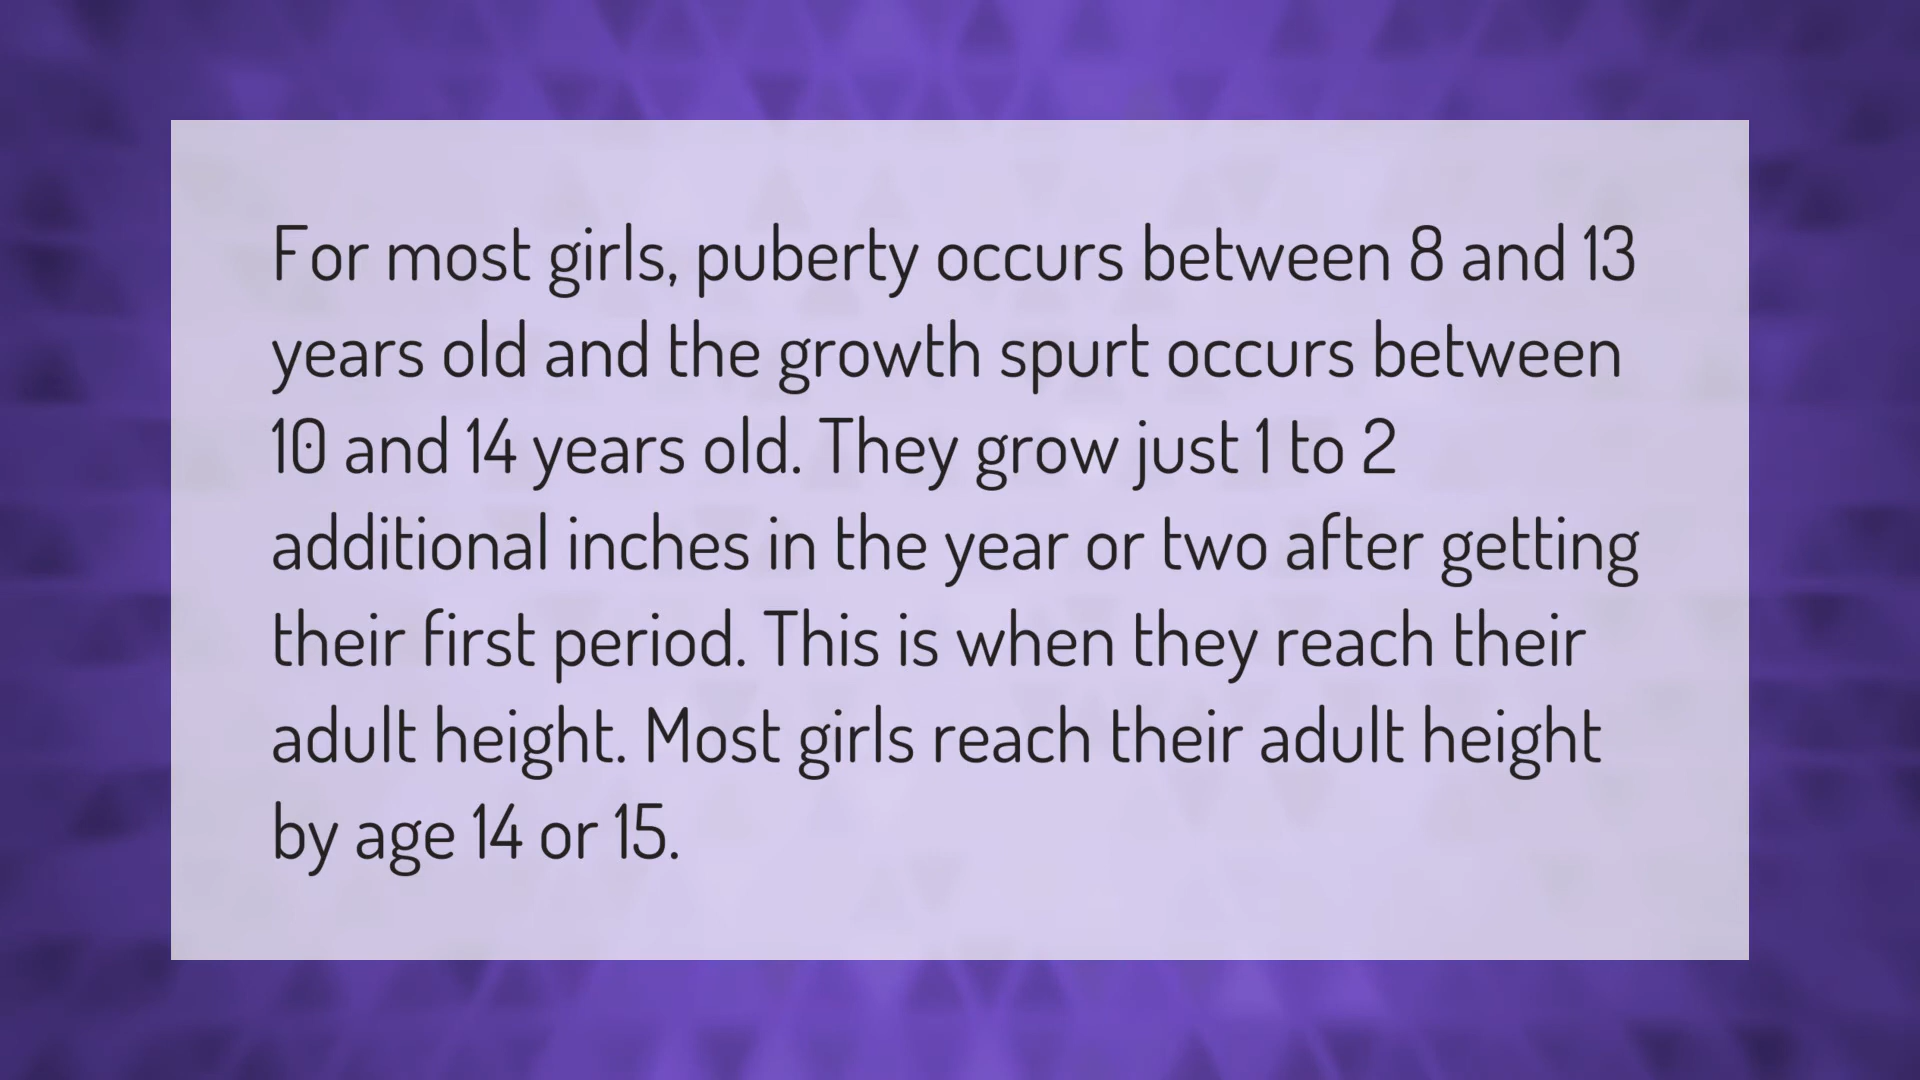 For most girls, puberty occurs between 8 and 13
years old and the growth spurt occurs between
10 and 14 years old. They grow just 1 to 2
additional inches in the year or two after getting
their first period. This is when they reach their
adult height. Most girls reach their adult height
by age 14 or 15.